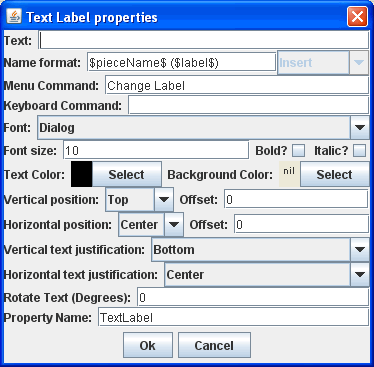 Text Label properties
Text:
Name format: $pieceName$ ($label$) Insert
Menu Command: Change Label
Keyboard Command:
Font: Dialog
Font size: 10 Bold? Italic?
Text Color: Select Background Color: nil Select
Vertical position: Top Offset: 0
Horizontal position: Center Offset: 0
Vertical text justification: Bottom
Horizontal text justification: Center
Rotate Text (Degrees): 0
Property Name: TextLabel
Ok Cancel